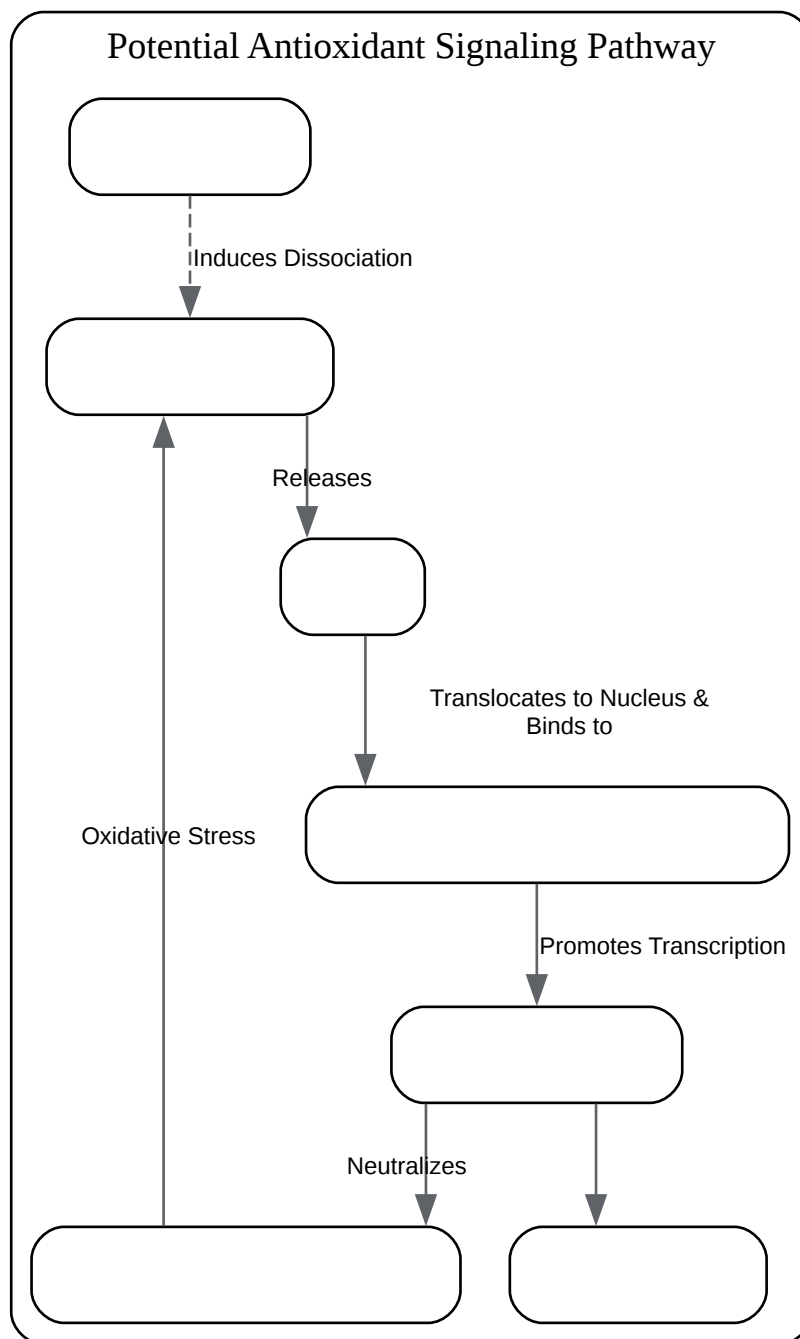 Potential Antioxidant Signaling Pathway
Induces Dissociation
Releases
Translocates to Nucleus &
Binds to
Oxidative Stress
Promotes Transcription
Neutralizes